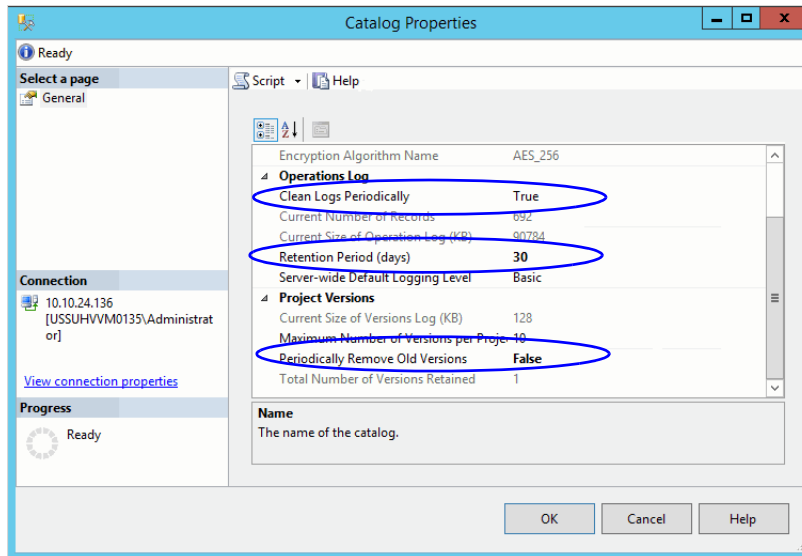 Catalog Properties
Ready
Select a page
General
Script
Help
Encryption Algorithm Name AES_256
Operations Log
Clean Logs Periodically True
Current Number of Records 692
Current Size of Operation Log (KB) 90784
Retention Period (days) 30
Server-wide Default Logging Level Basic
Project Versions
Current Size of Versions Log (KB) 128
Maximum Number of Versions per Proje 10
Periodically Remove Old Versions False
Total Number of Versions Retained 1
Connection
10.10.24.136
[USSUHVVM0135\Administrat
or]
View connection properties
Progress
Ready
Name
The name of the catalog.
OK
Cancel
Help